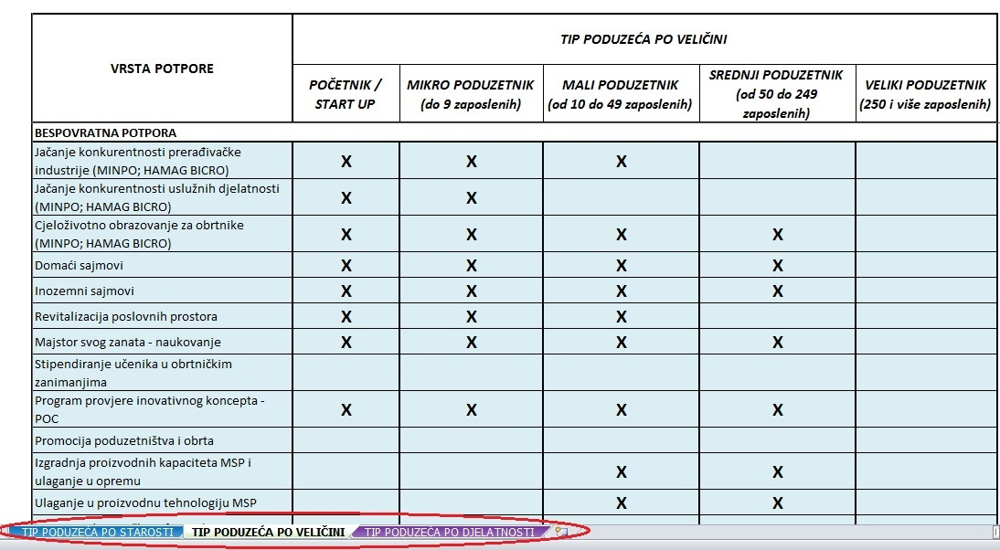 TIP PODUZEĆA PO VELIČINI
VRSTA POTPORE
POČETNIK /
START UP
MIKRO PODUZETNIK
(do 9 zaposlenih)
MALI PODUZETNIK
(od 10 do 49 zaposlenih)
SREDNJI PODUZETNIK
(od 50 do 249
zaposlenih)
VELIKI PODUZETNIK
(250 i više zaposlenih)
BESPOVRATNA POTPORA
Jačanje konkurentnosti prerađivačke
industrije (MINPO; HAMAG BICRO)
X X X
Jačanje konkurentnosti uslužnih djelatnosti
(MINPO; HAMAG BICRO)
X X
Cjeloživotno obrazovanje za obrtnike
(MINPO; HAMAG BICRO)
X X X X
Domaći sajmovi X X X X
Inozemni sajmovi X X X X
Revitalizacija poslovnih prostora X X X
Majstor svog zanata - naukovanje X X X X
Stipendiranje učenika u obrtničkim
zanimanjima
Program provjere inovativnog koncepta -
POC
X X X X
Promocija poduzetništva i obrta
Izgradnja proizvodnih kapaciteta MSP i
ulaganje u opremu
X X
Ulaganje u proizvodnu tehnologiju MSP X X
TIP PODUZEĆA PO STAROSTI TIP PODUZEĆA PO VELIČINI TIP PODUZEĆA PO DJELATNOSTI